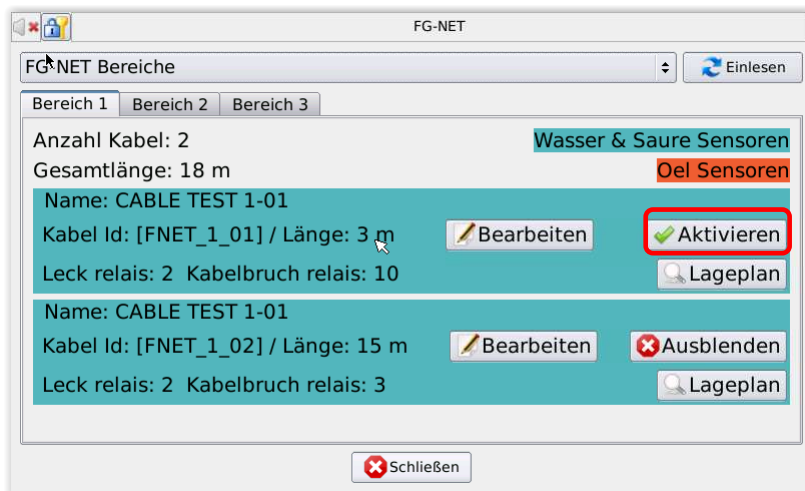 FG-NET
FG-NET Bereiche
Einlesen
Bereich 1 Bereich 2 Bereich 3
Anzahl Kabel: 2 Wasser & Saure Sensoren
Gesamtlänge: 18 m Oel Sensoren
Name: CABLE TEST 1-01
Kabel Id: [FNET_1_01] / Länge: 3 m Bearbeiten Aktivieren
Leck relais: 2 Kabelbruch relais: 10 Lageplan
Name: CABLE TEST 1-01
Kabel Id: [FNET_1_02] / Länge: 15 m Bearbeiten Ausblenden
Leck relais: 2 Kabelbruch relais: 3 Lageplan
Schließen